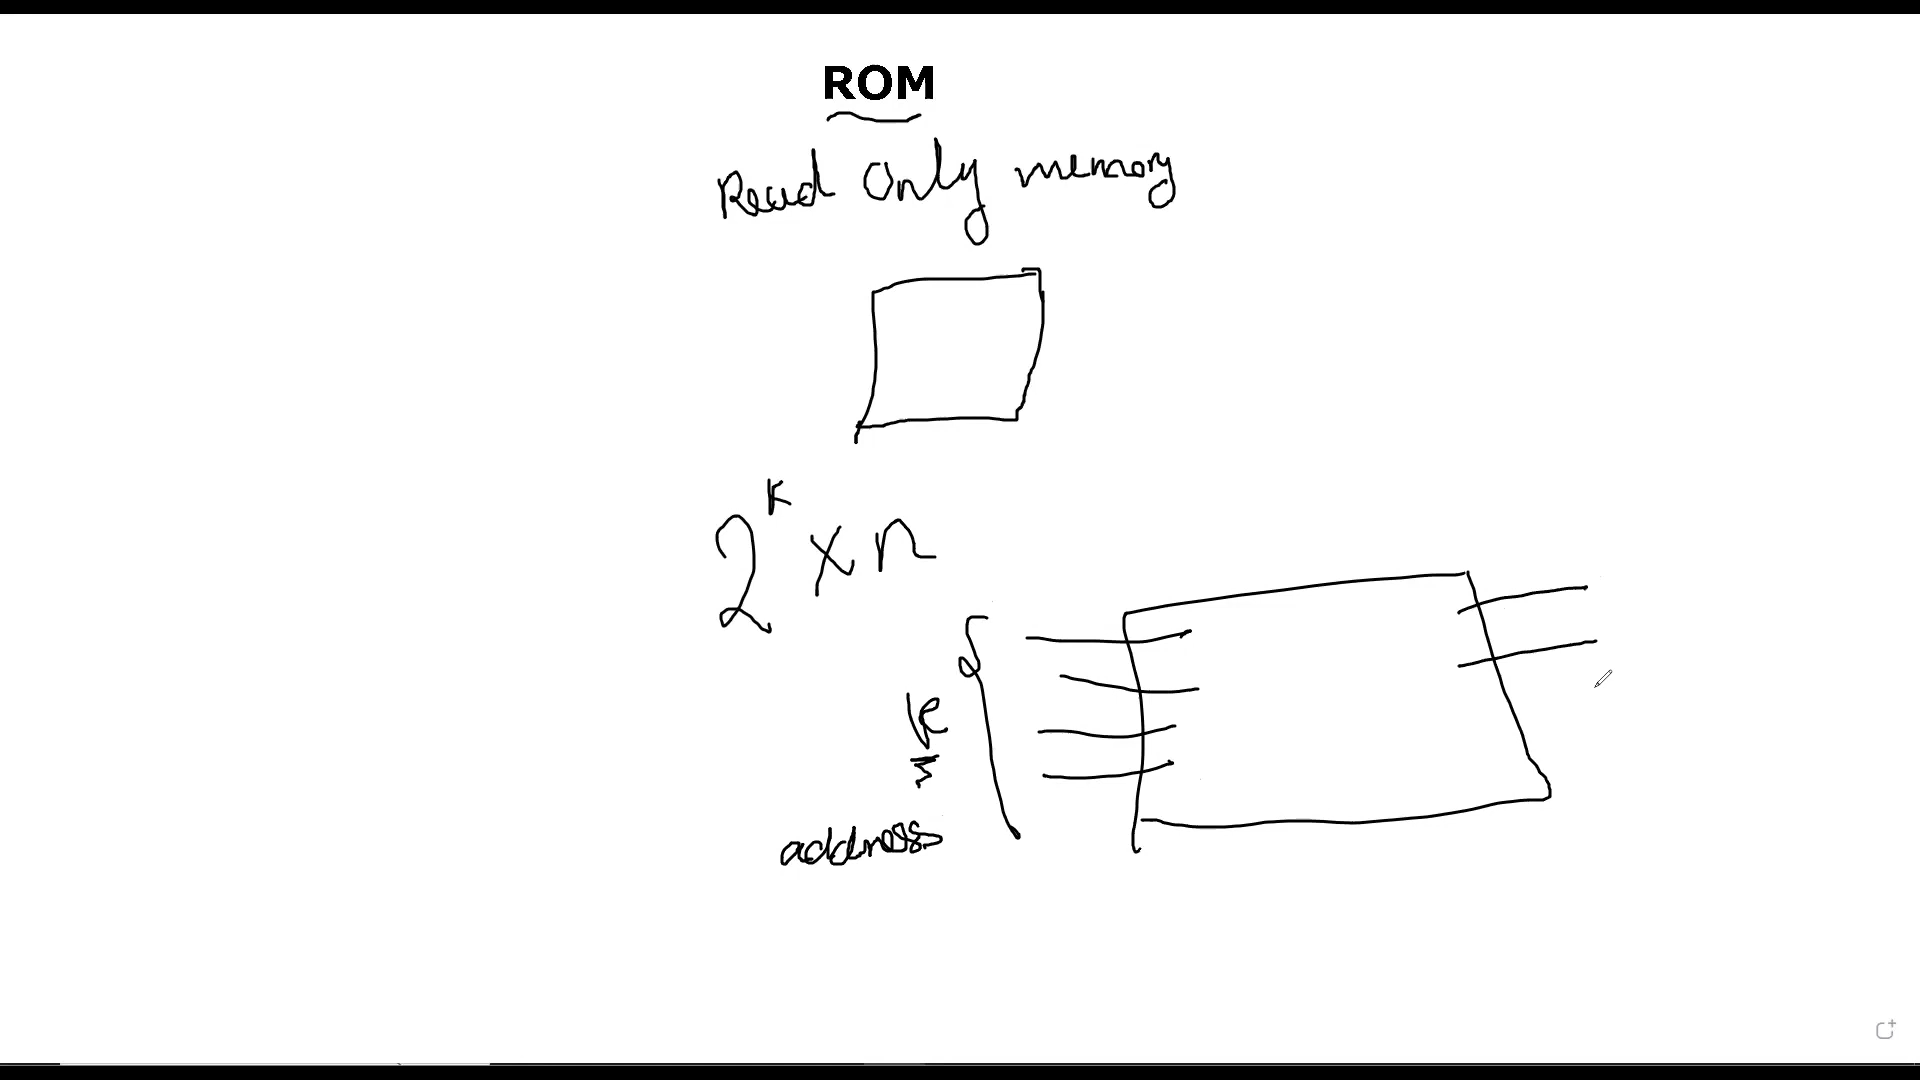 ROM
Read Only memory
2^k x n
k
address